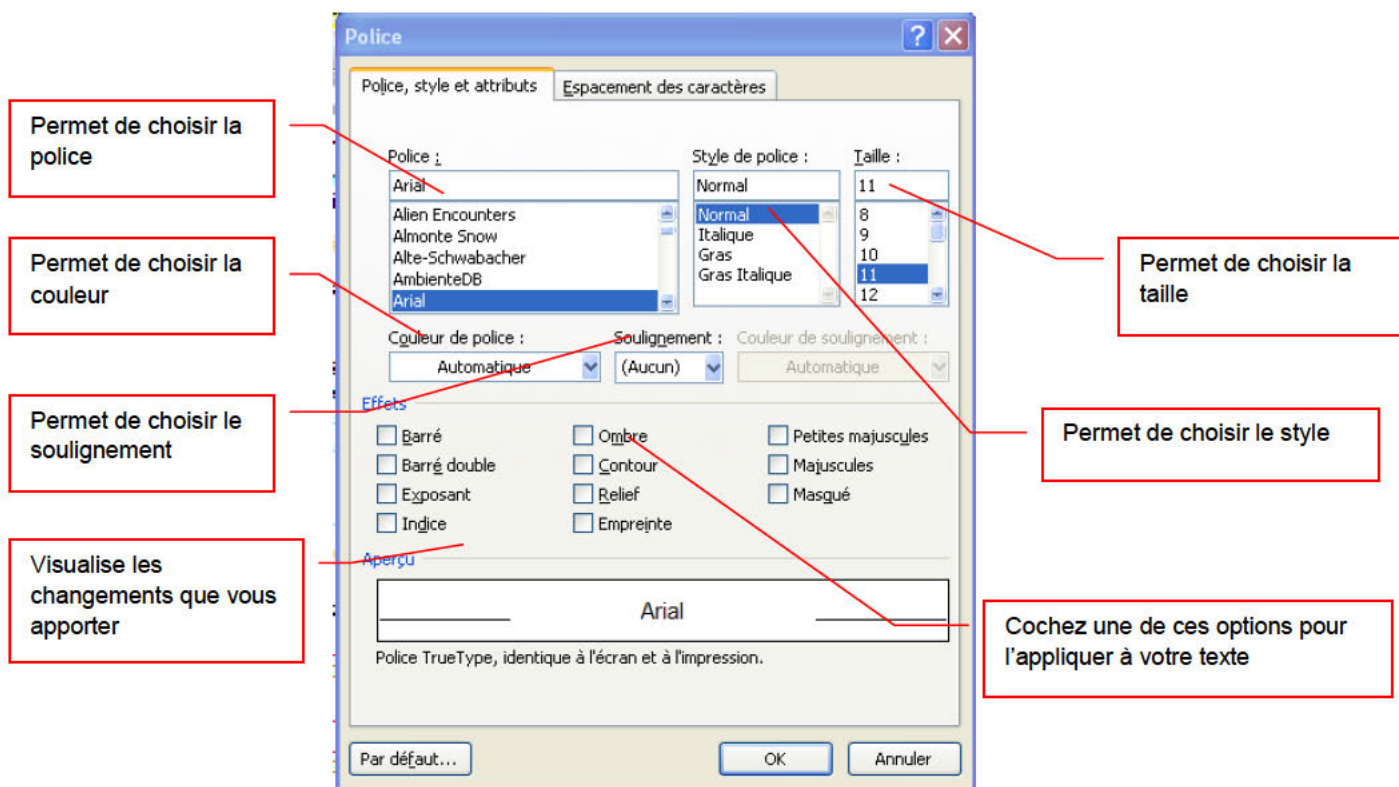 Police
Police, style et attributs
Espacement des caractères
Permet de choisir la
police
Police :
Style de police :
Taille :
Arial
Normal
11
Alien Encounters
Almonte Snow
Alte-Schwabacher
AmbienteDB
Arial
Normal
Italique
Gras
Gras Italique
8
9
10
11
12
Permet de choisir la
couleur
Permet de choisir la
taille
Couleur de police :
Soulignement :
Couleur de soulignement :
Automatique
(Aucun)
Automatique
Permet de choisir le
soulignement
Effets
Barré
Ombre
Petites majuscules
Barré double
Contour
Majuscules
Exposant
Relief
Masqué
Indice
Empreinte
Permet de choisir le style
Visualise les
changements que vous
apporter
Aperçu
Arial
Police TrueType, identique à l'écran et à l'impression.
Cochez une de ces options pour
l'appliquer à votre texte
Par défaut...
OK
Annuler